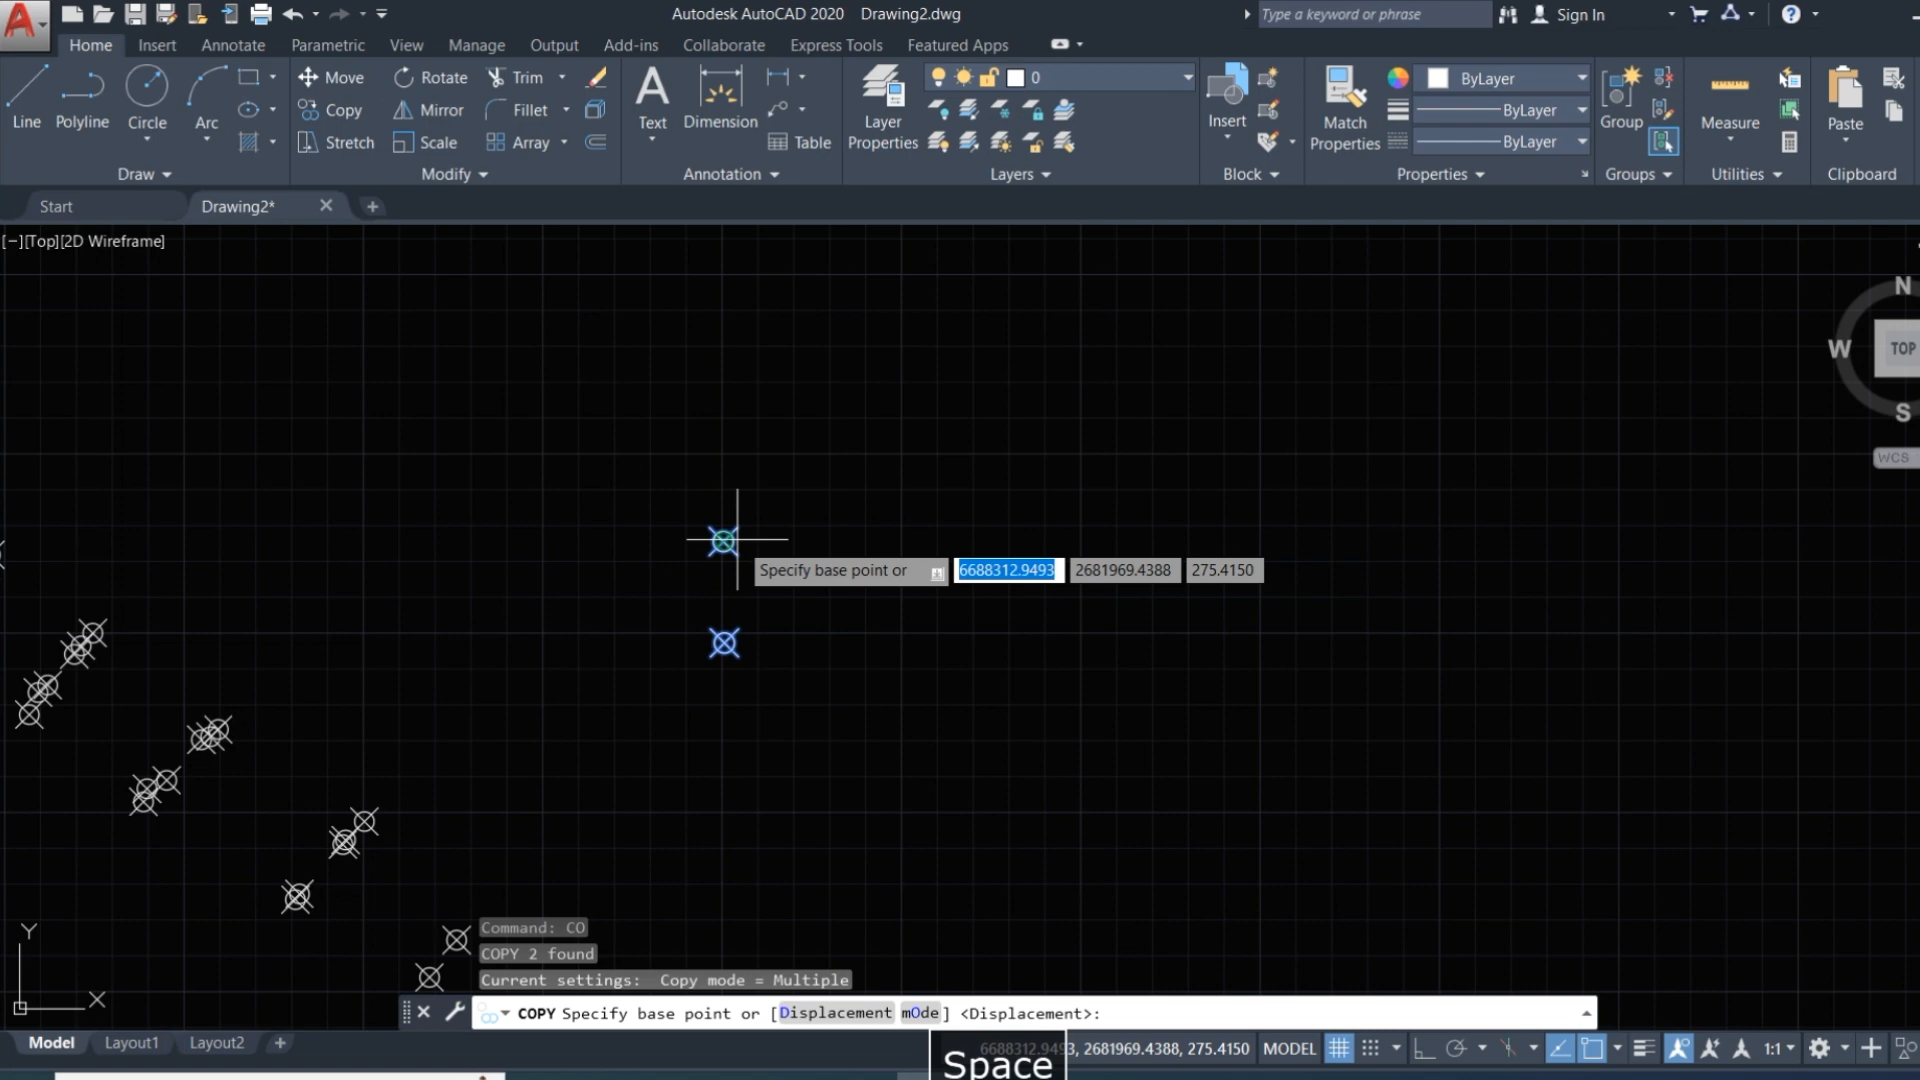 Autodesk AutoCAD 2020 Drawing2.dwg
Type a keyword or phrase
Sign In
Home Insert Annotate Parametric View Manage Output Add-ins Collaborate Express Tools Featured Apps
Line
Polyline
Circle
Arc
Draw
Move
Rotate
Trim
Copy
Mirror
Fillet
Stretch
Scale
Array
Modify
Text
Dimension
Table
Annotation
Layer
Properties
0
Layers
Insert
Block
Match
Properties
ByLayer
ByLayer
ByLayer
Properties
Group
Groups
Measure
Utilities
Paste
Clipboard
Start
Drawing2*
[−][Top][2D Wireframe]
N
W
TOP
S
WCS
Specify base point or 6688312.9493 2681969.4388 275.4150
Y
X
Command: CO
COPY 2 found
Current settings: Copy mode = Multiple
COPY Specify base point or [Displacement mOde] <Displacement>:
Model Layout1 Layout2 +
6688312.9493, 2681969.4388, 275.4150 MODEL 1:1
Space